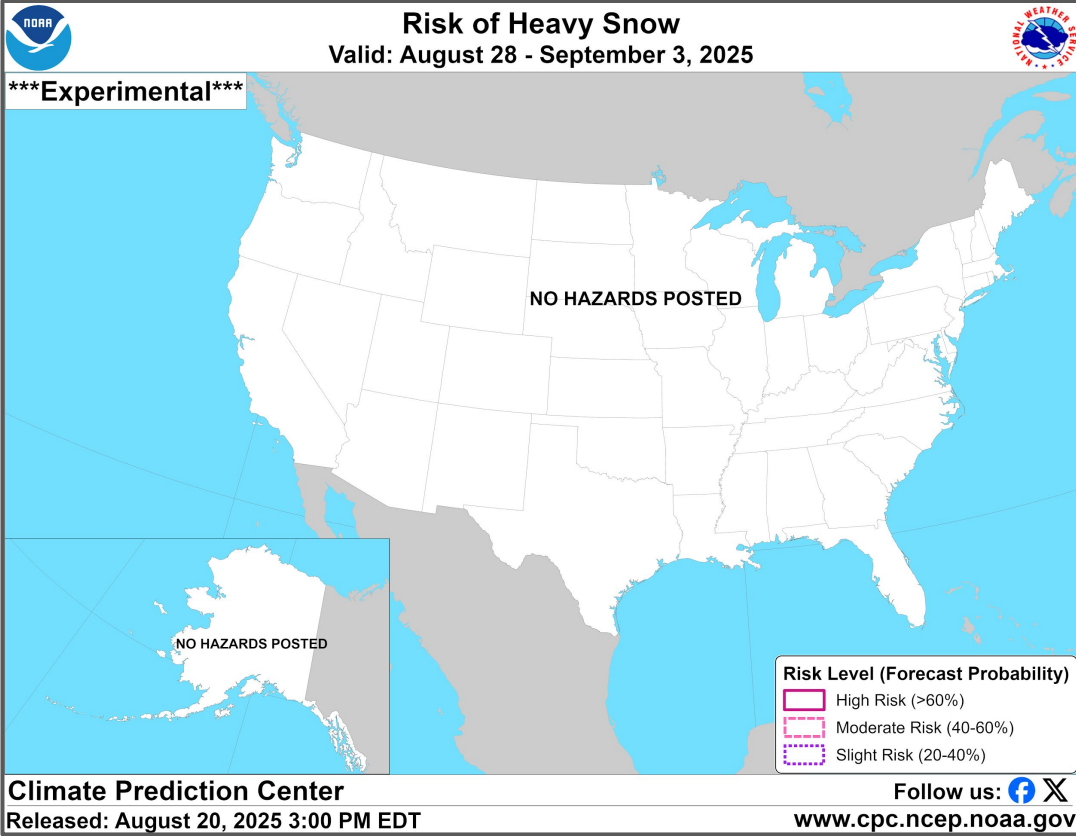 NOAA
Risk of Heavy Snow
Valid: August 28 - September 3, 2025
NATIONAL WEATHER SERVICE
***Experimental***
NO HAZARDS POSTED
NO HAZARDS POSTED
Risk Level (Forecast Probability)
High Risk (>60%)
Moderate Risk (40-60%)
Slight Risk (20-40%)
Climate Prediction Center
Follow us:
Released: August 20, 2025 3:00 PM EDT
www.cpc.ncep.noaa.gov